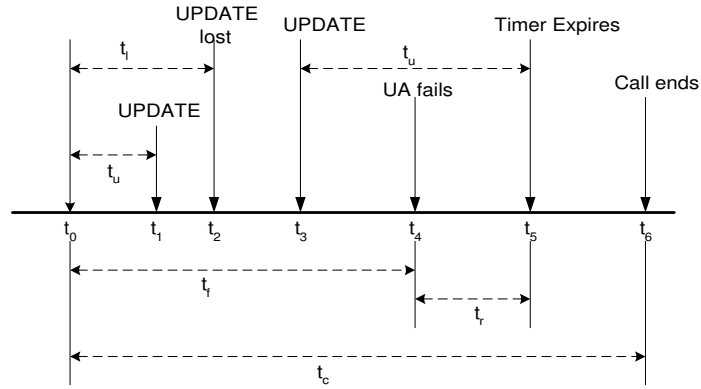 UPDATE
lost
UPDATE
Timer Expires
t_l
t_u
UA fails
Call ends
UPDATE
t_u
t_0
t_1
t_2
t_3
t_4
t_5
t_6
t_f
t_r
t_c